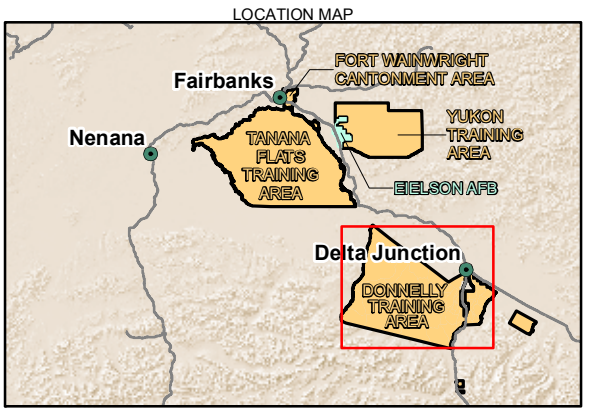 LOCATION MAP
FORT WAINWRIGHT
CANTONMENT AREA
Fairbanks
YUKON
TRAINING
AREA
Nenana
TANANA
FLATS
TRAINING
AREA
EIELSON AFB
Delta Junction
DONNELLY
TRAINING
AREA